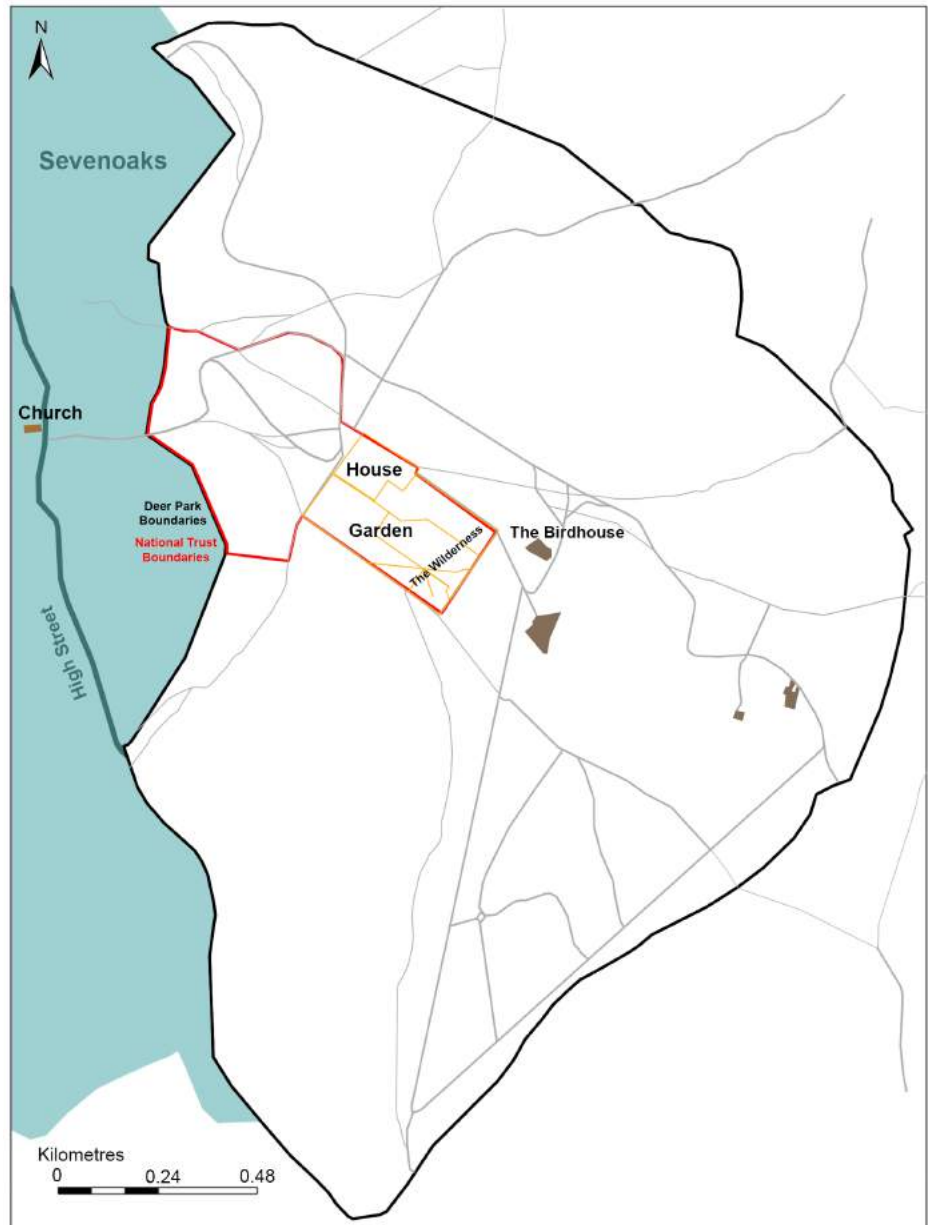 N
Sevenoaks
Church
House
Deer Park
Boundaries
National Trust
Boundaries
Garden
The Wilderness
The Birdhouse
High Street
Kilometres
0 0.24 0.48